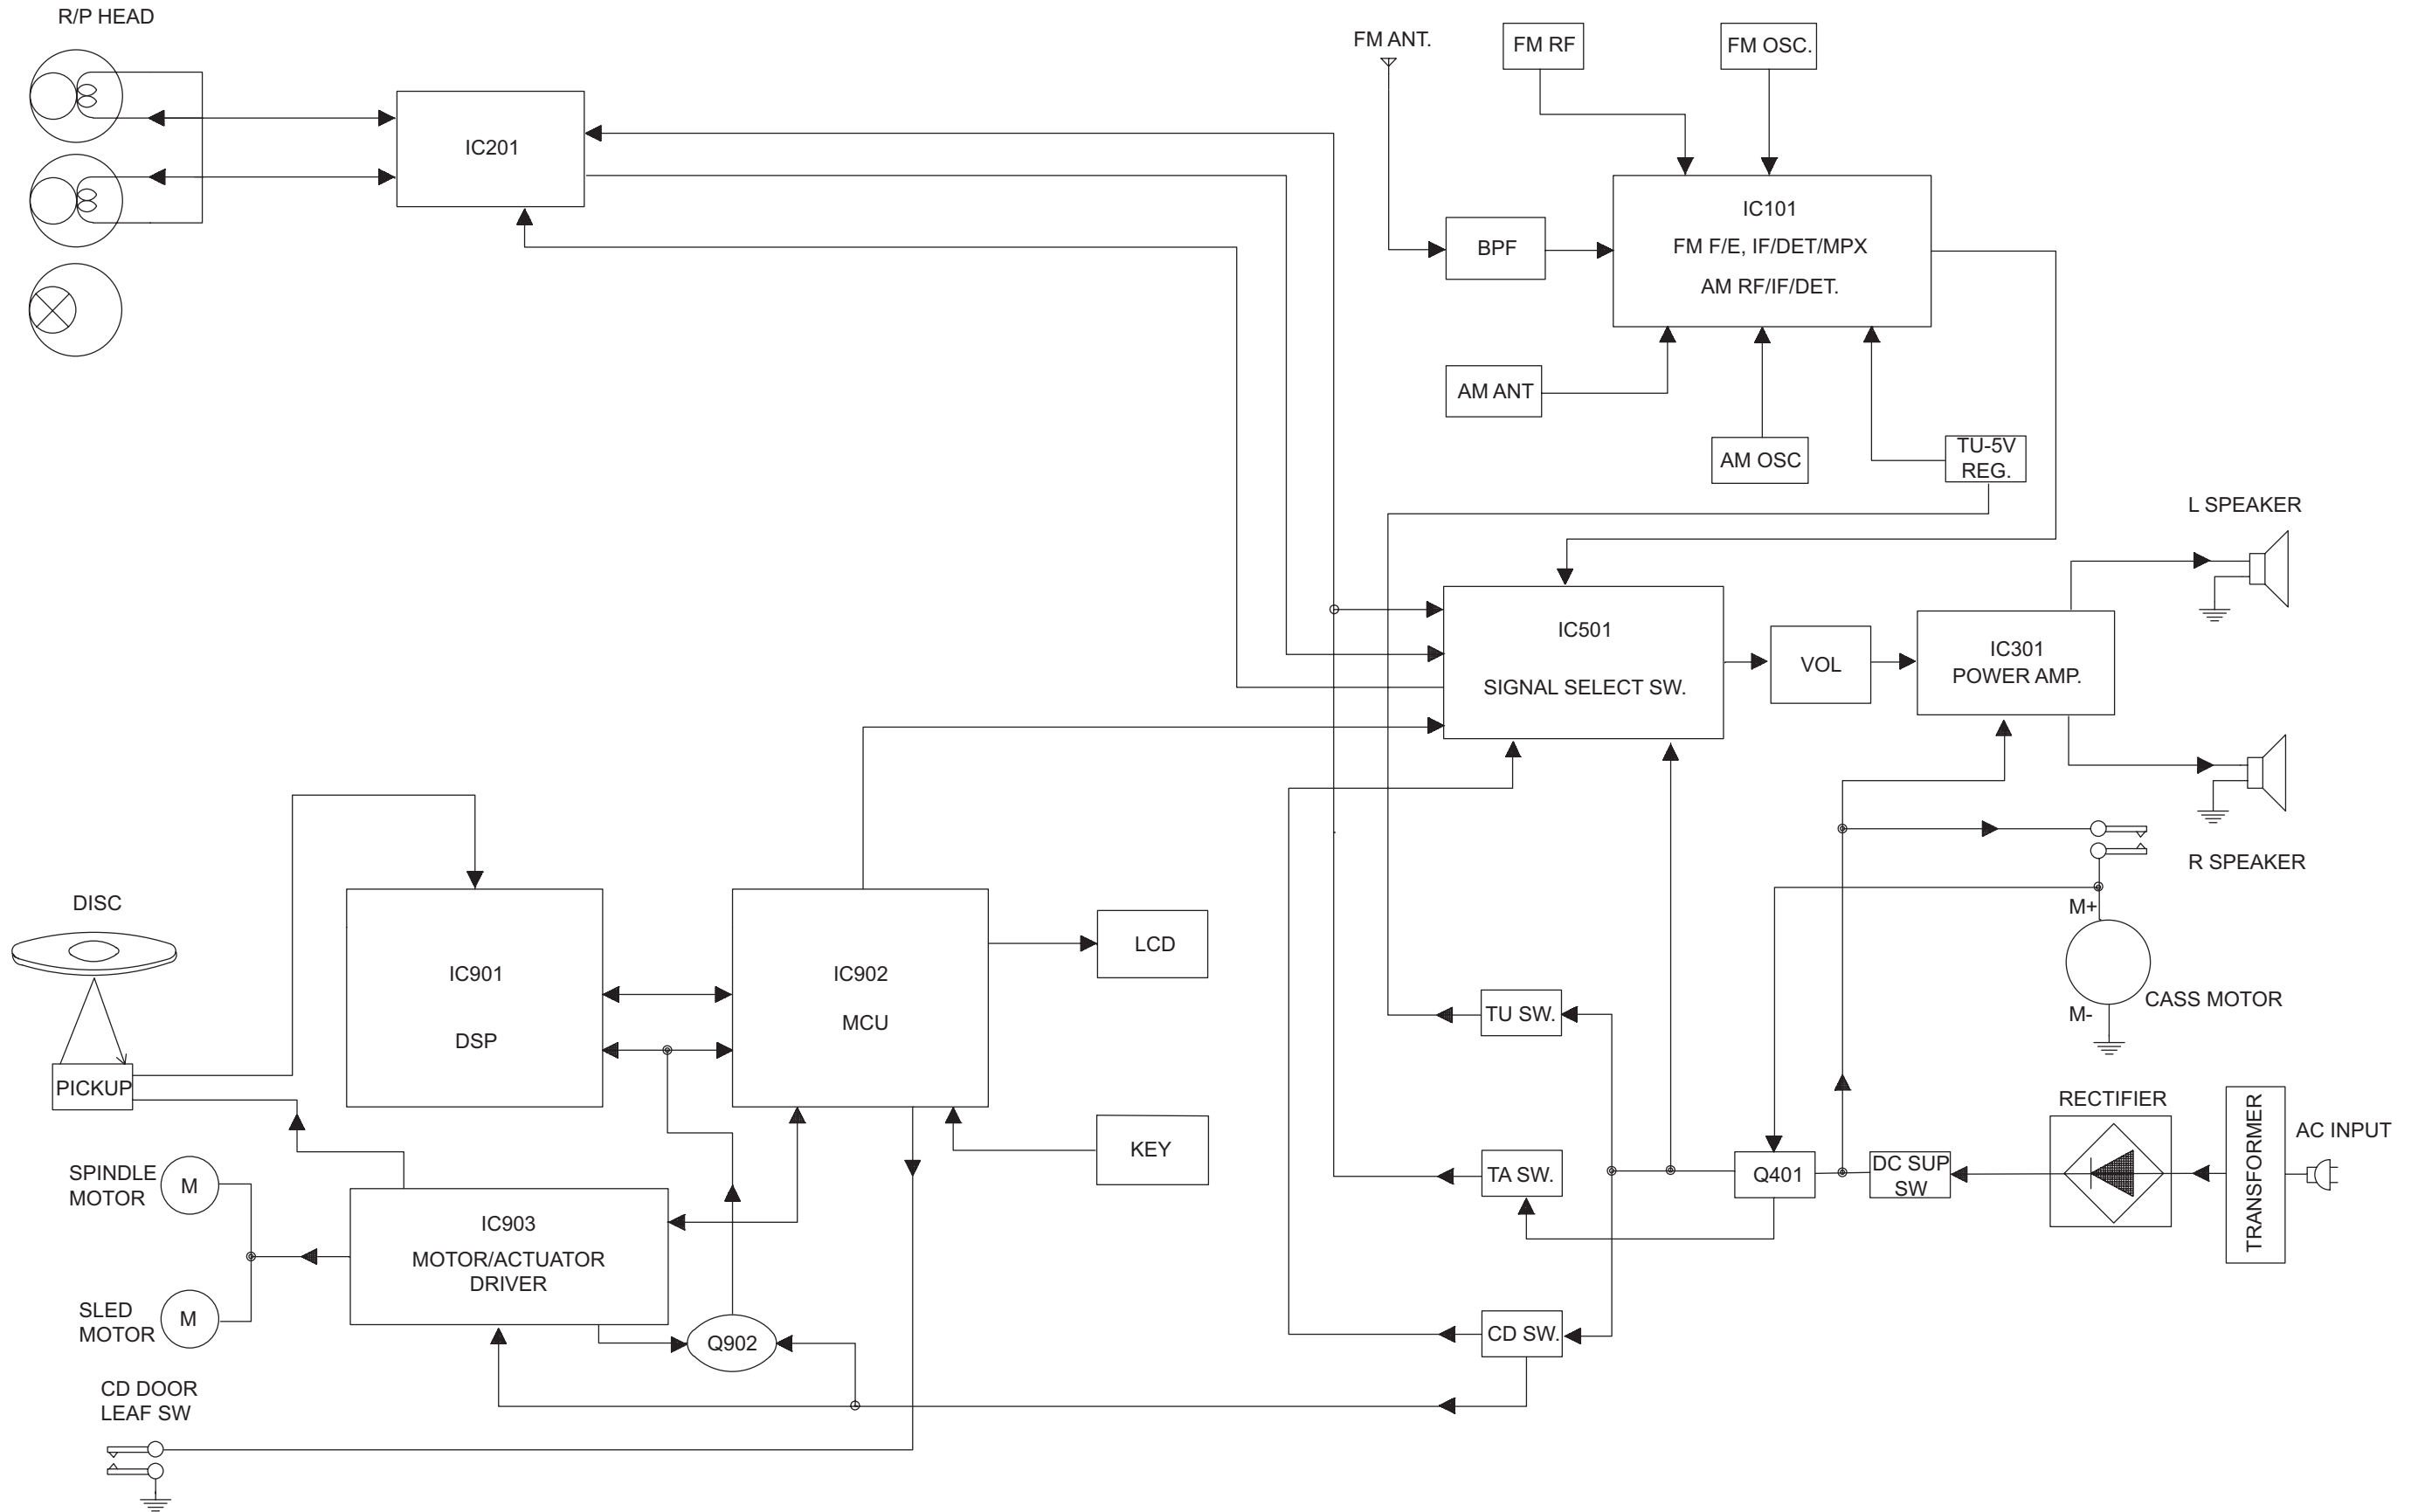 R/P HEAD
FM ANT.
FM RF
FM OSC.
IC201
IC101
FM F/E, IF/DET/MPX
AM RF/IF/DET.
BPF
AM ANT
AM OSC
TU-5V
REG.
L SPEAKER
IC501
SIGNAL SELECT SW.
VOL
IC301
POWER AMP.
R SPEAKER
DISC
IC901
DSP
IC902
MCU
LCD
M+
CASS MOTOR
M-
TU SW.
PICKUP
KEY
TA SW.
Q401
DC SUP
SW
RECTIFIER
TRANSFORMER
AC INPUT
SPINDLE
MOTOR
M
IC903
MOTOR/ACTUATOR
DRIVER
SLED
MOTOR
M
Q902
CD SW.
CD DOOR
LEAF SW